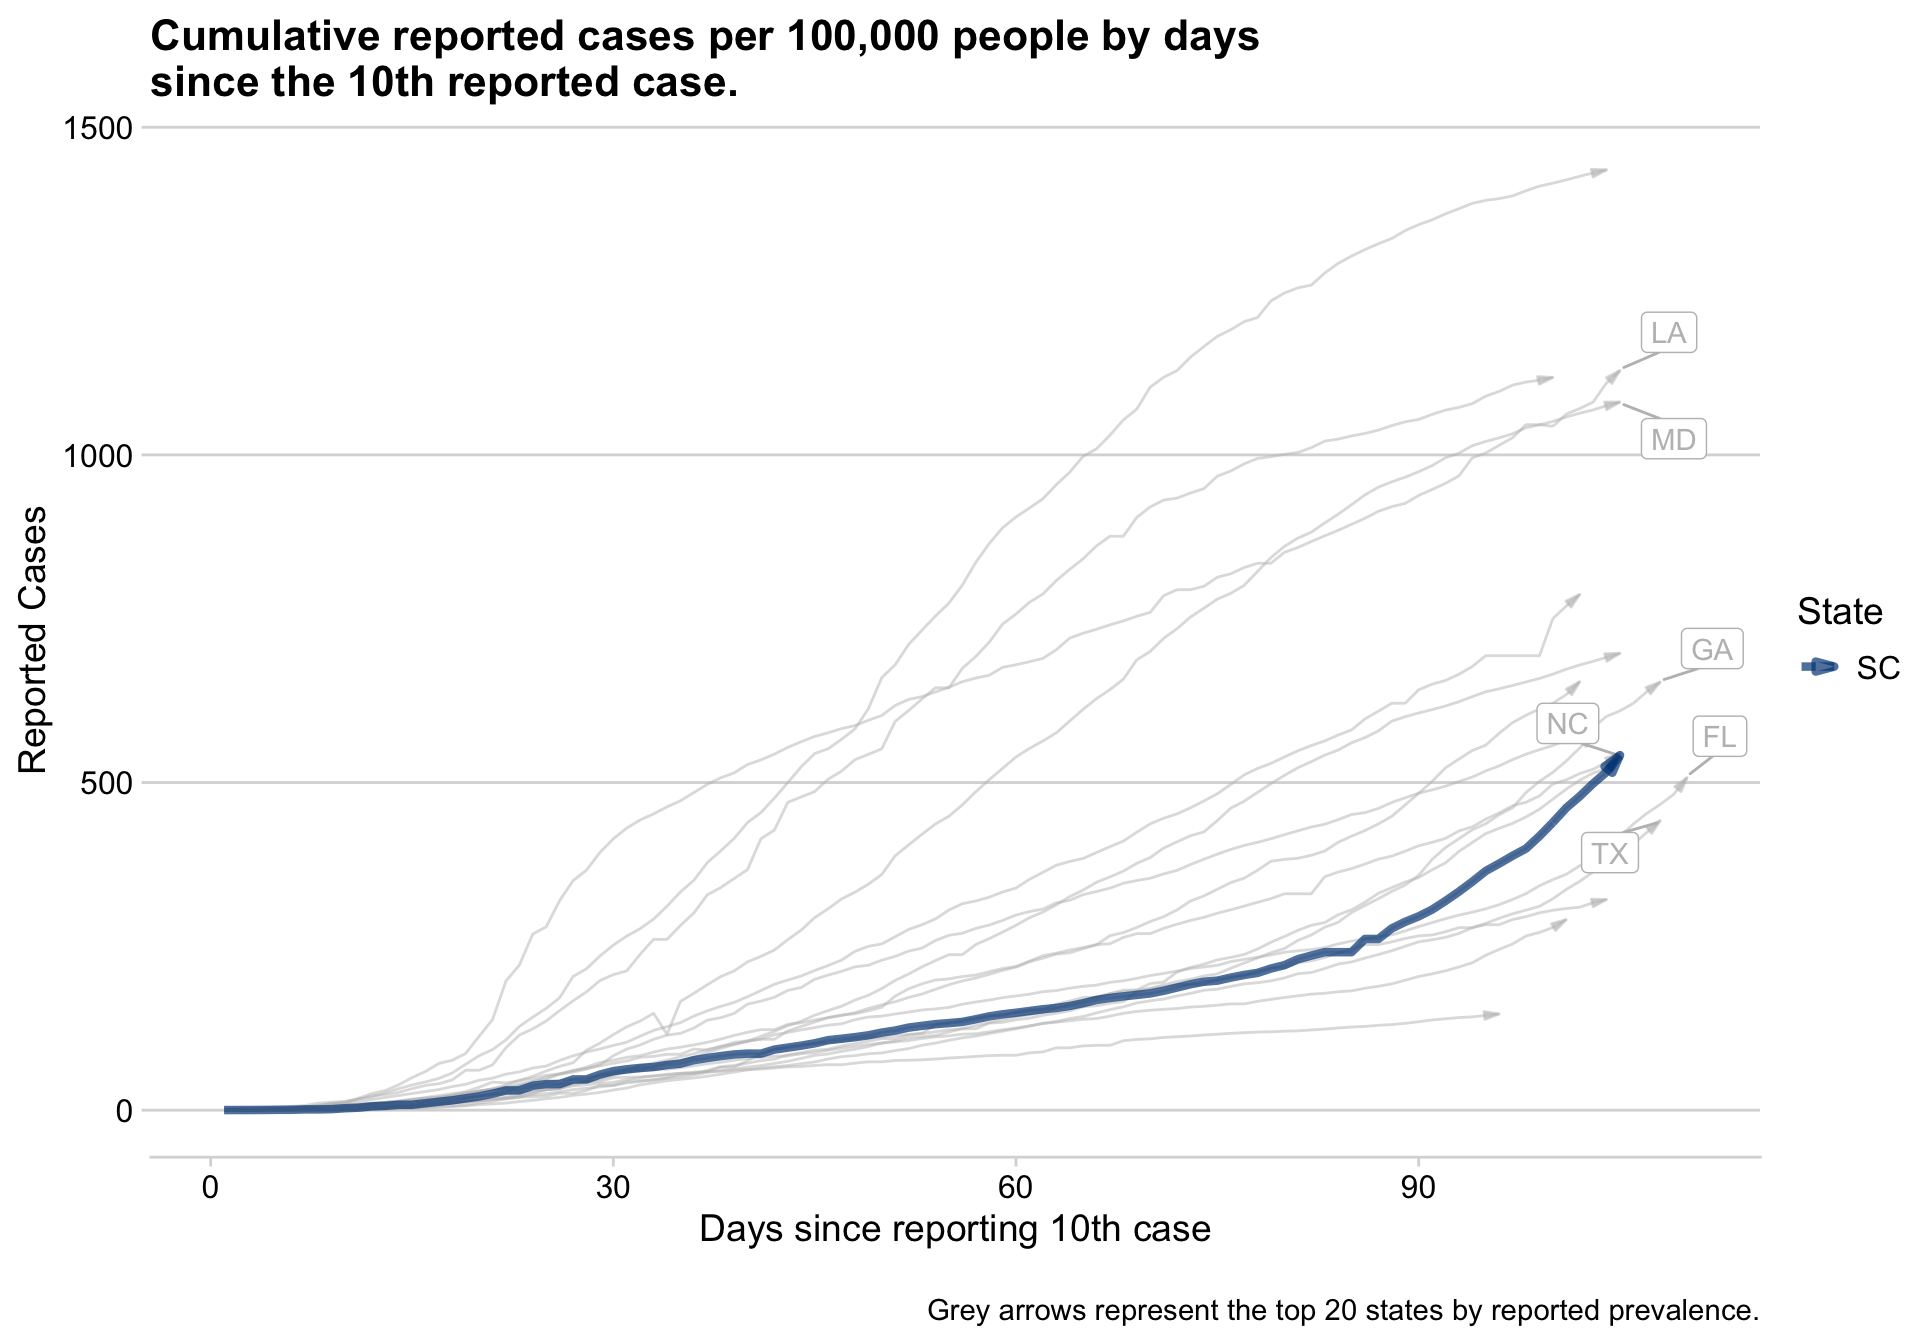 Cumulative reported cases per 100,000 people by days
since the 10th reported case.
1500
1000
500
0
Reported Cases
LA
MD
GA
NC
FL
TX
State
SC
0 30 60 90
Days since reporting 10th case
Grey arrows represent the top 20 states by reported prevalence.